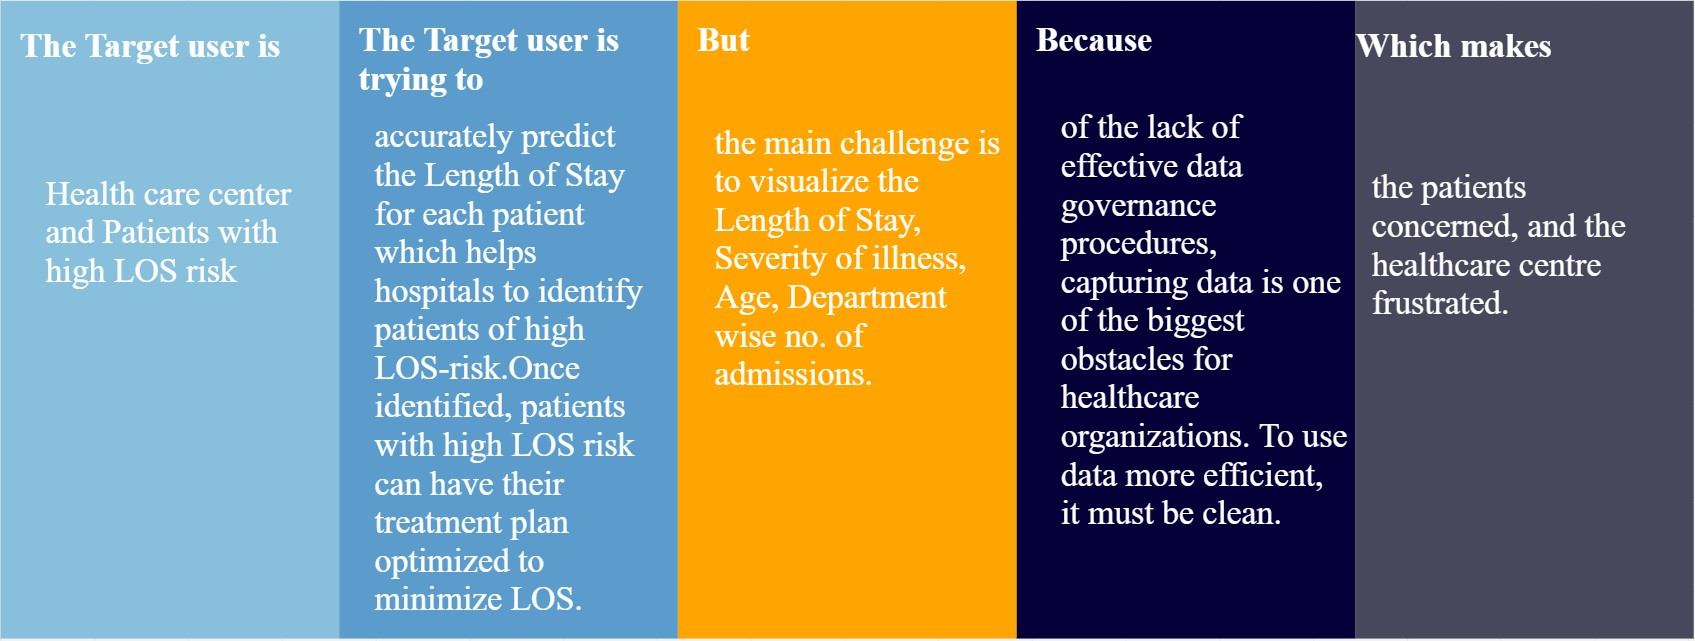 The Target user is
Health care center
and Patients with
high LOS risk
The Target user is
trying to
accurately predict
the Length of Stay
for each patient
which helps
hospitals to identify
patients of high
LOS-risk.Once
identified, patients
with high LOS risk
can have their
treatment plan
optimized to
minimize LOS.
But
the main challenge is
to visualize the
Length of Stay,
Severity of illness,
Age, Department
wise no. of
admissions.
Because
of the lack of
effective data
governance
procedures,
capturing data is one
of the biggest
obstacles for
healthcare
organizations. To use
data more efficient,
it must be clean.
Which makes
the patients
concerned, and the
healthcare centre
frustrated.